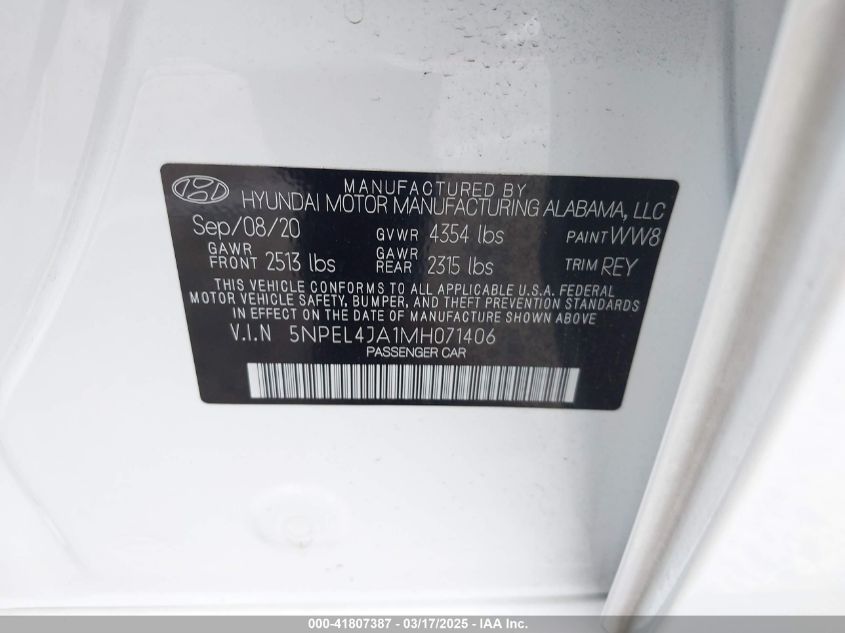 MANUFACTURED BY
HYUNDAI MOTOR MANUFACTURING ALABAMA, LLC
Sep/08/20 GVWR 4354 lbs PAINT WW8
GAWR FRONT 2513 lbs GAWR REAR 2315 lbs TRIM REY
THIS VEHICLE CONFORMS TO ALL APPLICABLE U.S.A. FEDERAL
MOTOR VEHICLE SAFETY, BUMPER, AND THEFT PREVENTION STANDARDS
IN EFFECT ON THE DATE OF MANUFACTURE SHOWN ABOVE.
V.I.N 5NPEL4JA1MH071406
PASSENGER CAR
000-41807387 - 03/17/2025 - IAA Inc.